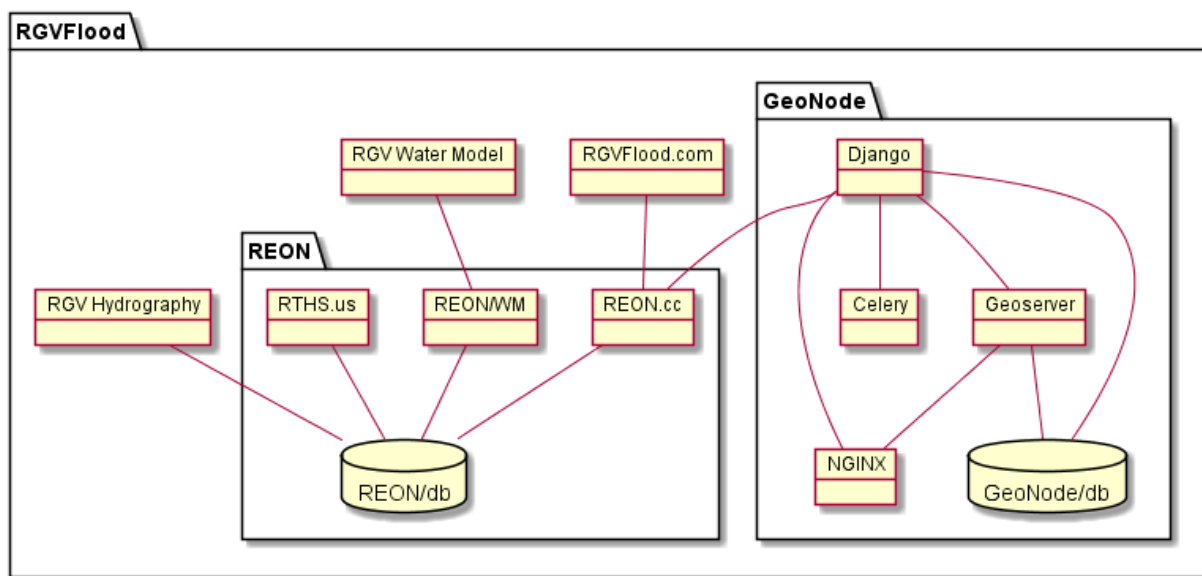 RGVFlood
GeoNode
RGV Water Model
RGVFlood.com
Django
REON
RGV Hydrography
RTHS.us
REON/WM
REON.cc
Celery
Geoserver
REON/db
NGINX
GeoNode/db